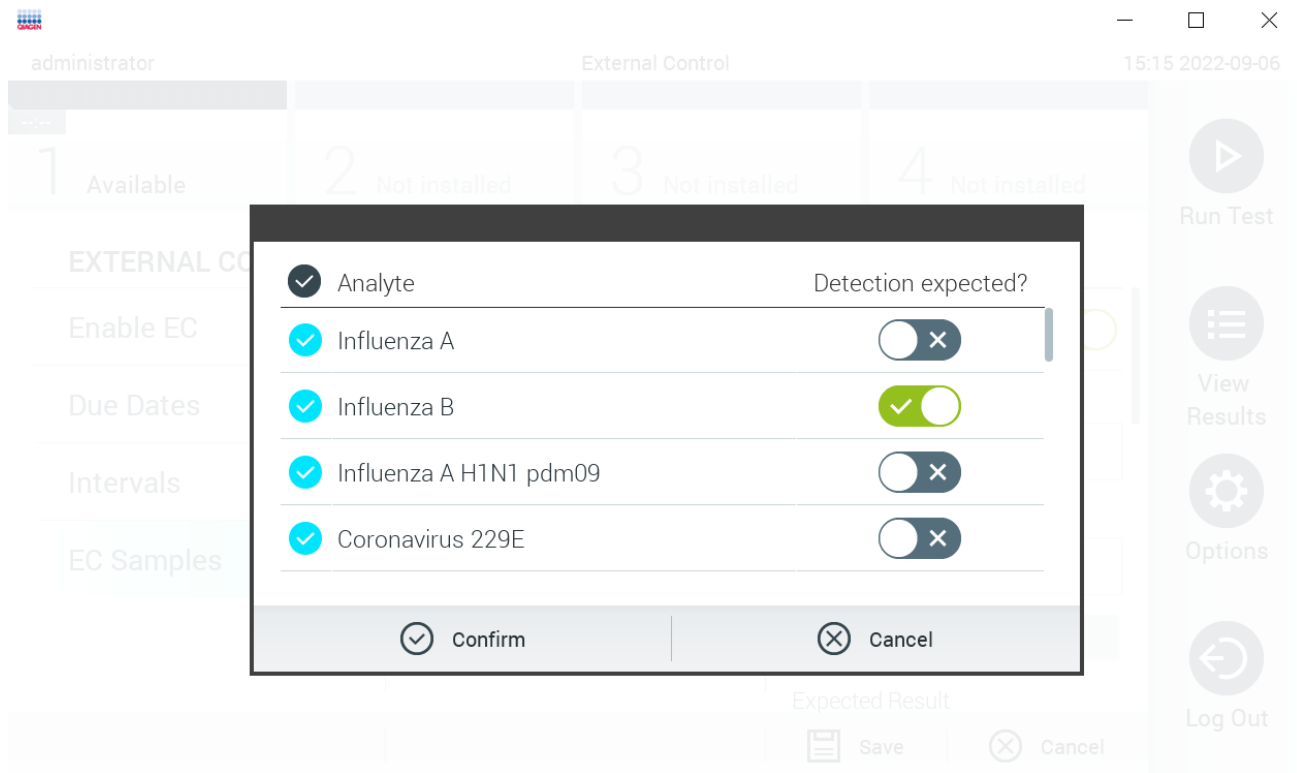 QIAGEN
administrator External Control 15:15 2022-09-06
--:--
1 Available 2 Not installed 3 Not installed 4 Not installed
Run Test
EXTERNAL CO
Analyte Detection expected?
Enable EC
Influenza A
View
Results
Due Dates
Influenza B
Intervals
Influenza A H1N1 pdm09
Options
EC Samples
Coronavirus 229E
Confirm Cancel
Expected Result
Log Out
Save Cancel